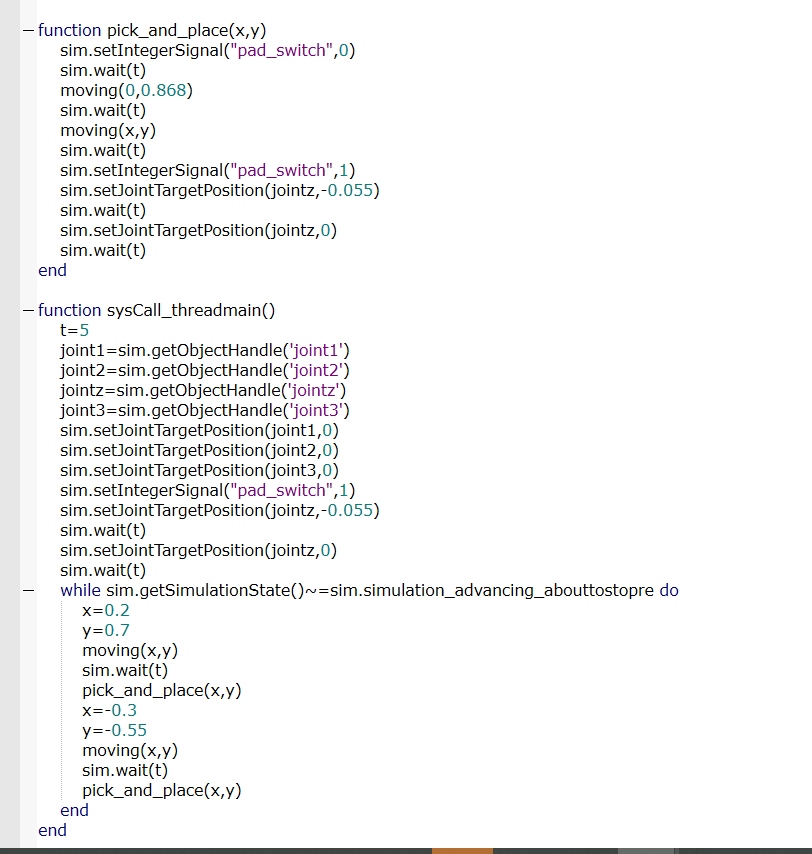 function pick_and_place(x,y)
sim.setIntegerSignal("pad_switch",0)
sim.wait(t)
moving(0,0.868)
sim.wait(t)
moving(x,y)
sim.wait(t)
sim.setIntegerSignal("pad_switch",1)
sim.setJointTargetPosition(jointz,-0.055)
sim.wait(t)
sim.setJointTargetPosition(jointz,0)
sim.wait(t)
end
function sysCall_threadmain()
t=5
joint1=sim.getObjectHandle('joint1')
joint2=sim.getObjectHandle('joint2')
jointz=sim.getObjectHandle('jointz')
joint3=sim.getObjectHandle('joint3')
sim.setJointTargetPosition(joint1,0)
sim.setJointTargetPosition(joint2,0)
sim.setJointTargetPosition(joint3,0)
sim.setIntegerSignal("pad_switch",1)
sim.setJointTargetPosition(jointz,-0.055)
sim.wait(t)
sim.setJointTargetPosition(jointz,0)
sim.wait(t)
while sim.getSimulationState()~=sim.simulation_advancing_abouttostopre do
x=0.2
y=0.7
moving(x,y)
sim.wait(t)
pick_and_place(x,y)
x=-0.3
y=-0.55
moving(x,y)
sim.wait(t)
pick_and_place(x,y)
end
end